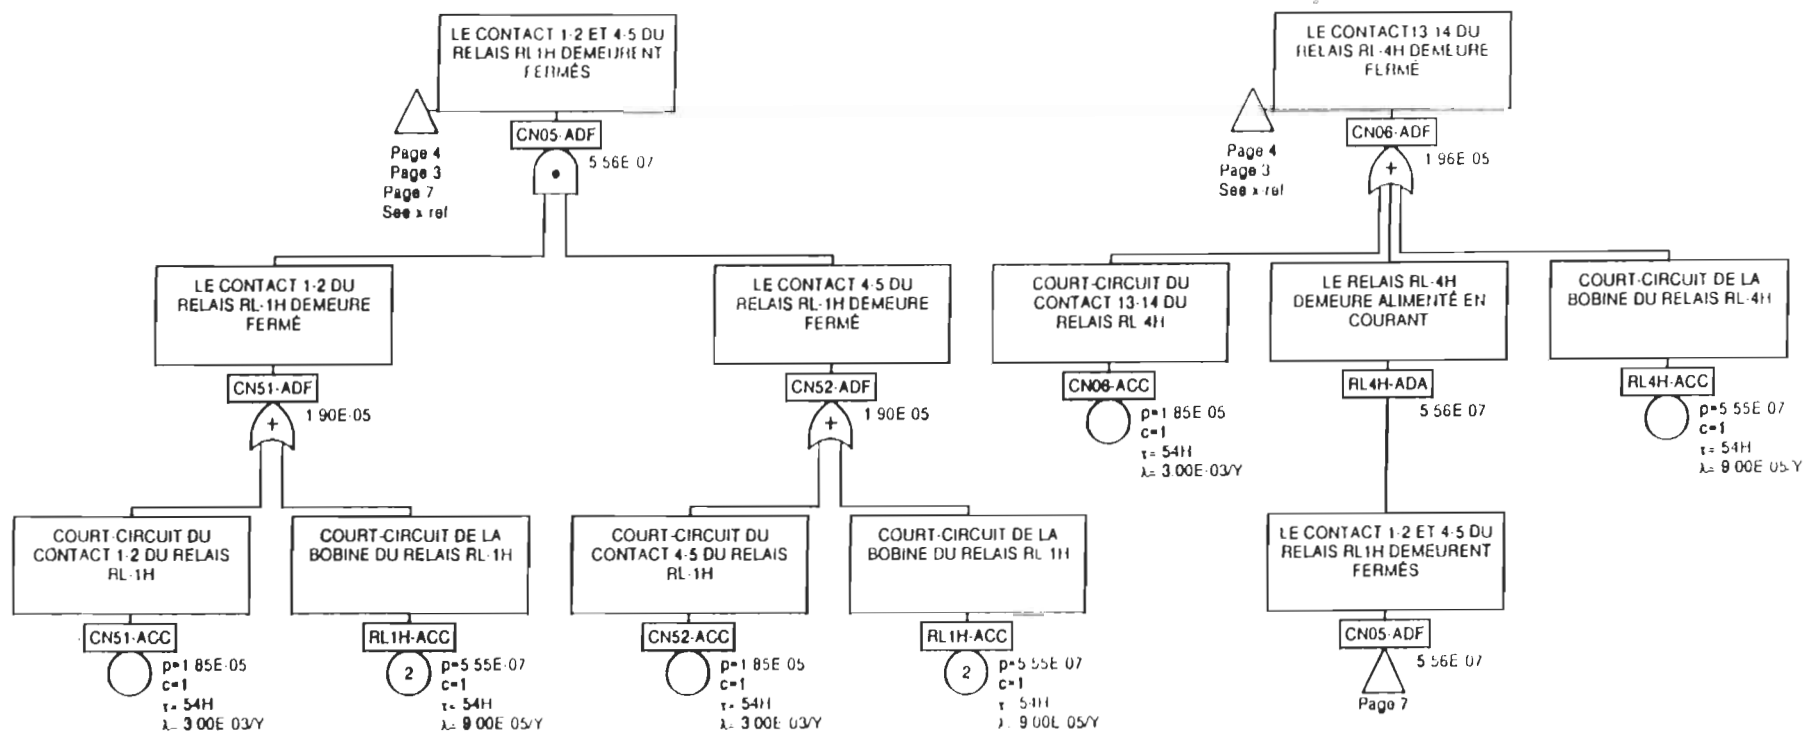 LE CONTACT 1-2 ET 4-5 DU
RELAIS RL1H DEMEURENT
FERMÉS
CN05-ADF
5.56E-07
Page 4
Page 3
Page 7
See x-ref
LE CONTACT 1-2 DU
RELAIS RL-1H DEMEURE
FERMÉ
CN51-ADF
1.90E-05
LE CONTACT 4-5 DU
RELAIS RL-1H DEMEURE
FERMÉ
CN52-ADF
1.90E-05
COURT-CIRCUIT DU
CONTACT 1-2 DU RELAIS
RL-1H
CN51-ACC
p=1.85E-05
c=1
τ= 54H
λ= 3.00E-03/Y
COURT-CIRCUIT DE LA
BOBINE DU RELAIS RL-1H
RL1H-ACC
2
p=5.55E-07
c=1
τ= 54H
λ= 9.00E-05/Y
COURT-CIRCUIT DU
CONTACT 4-5 DU RELAIS
RL-1H
CN52-ACC
p=1.85E-05
c=1
τ= 54H
λ= 3.00E-03/Y
COURT-CIRCUIT DE LA
BOBINE DU RELAIS RL-1H
RL1H-ACC
2
p=5.55E-07
c=1
τ= 54H
λ= 9.00E-05/Y
LE CONTACT13-14 DU
RELAIS RL-4H DEMEURE
FERMÉ
CN06-ADF
1.96E-05
Page 4
Page 3
See x-ref
COURT-CIRCUIT DU
CONTACT 13-14 DU
RELAIS RL-4H
CN06-ACC
p=1.85E-05
c=1
τ= 54H
λ= 3.00E-03/Y
LE RELAIS RL-4H
DEMEURE ALIMENTÉ EN
COURANT
RL4H-ADA
5.56E-07
COURT-CIRCUIT DE LA
BOBINE DU RELAIS RL-4H
RL4H-ACC
p=5.55E-07
c=1
τ= 54H
λ= 9.00E-05/Y
LE CONTACT 1-2 ET 4-5 DU
RELAIS RL1H DEMEURENT
FERMÉS
CN05-ADF
5.56E-07
Page 7